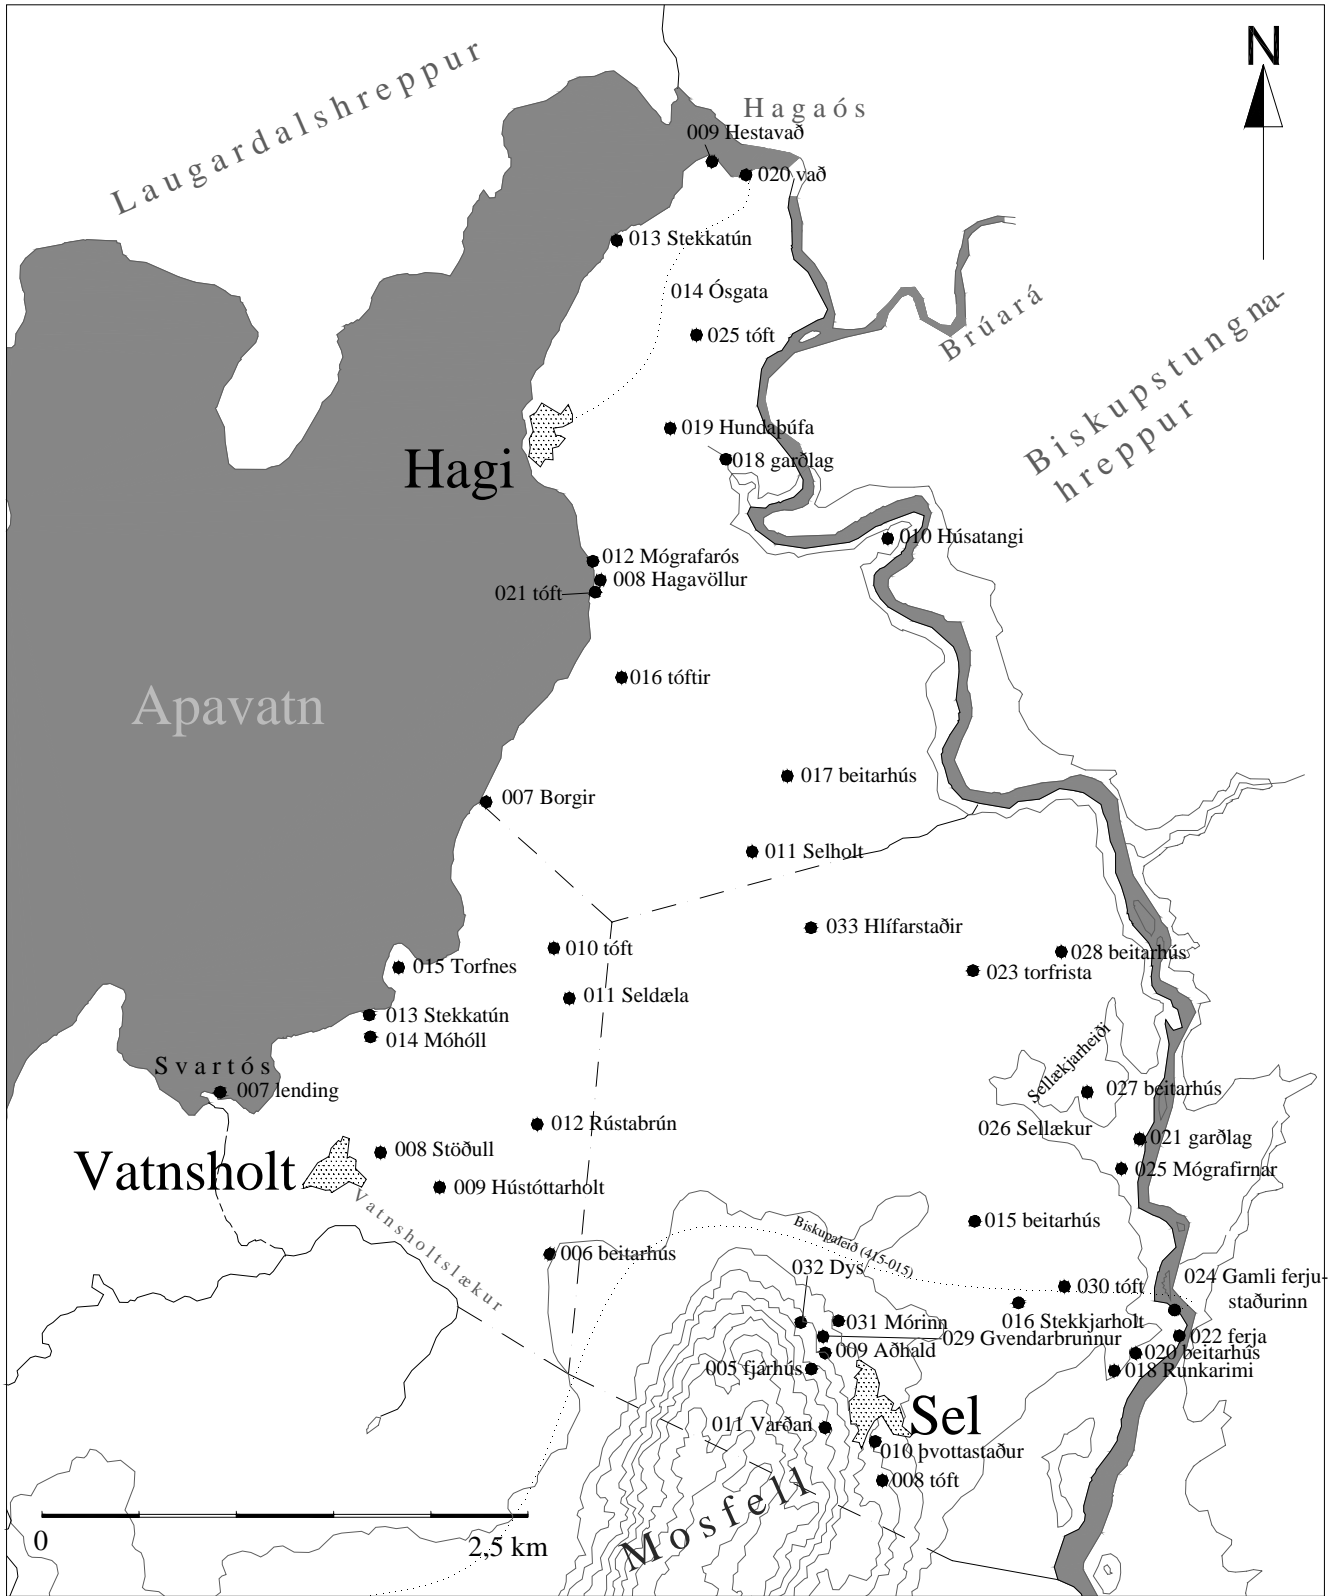 N
Laugardalshreppur
Hagaós
009 Hestavað
020 vað
013 Stekkatún
014 Ósgata
025 tóft
Brúará
Biskupstungna-
hreppur
019 Hundaþúfa
018 garðlag
Hagi
010 Húsatangi
012 Mógrafarós
008 Hagavöllur
021 tóft
016 tóftir
Apavatn
017 beitarhús
007 Borgir
011 Selholt
033 Hlífarstaðir
010 tóft
028 beitarhús
015 Torfnes
023 torfrista
011 Seldæla
013 Stekkatún
014 Móhóll
Svartós
007 lending
Sellækjarheiði
027 beitarhús
026 Sellækur
012 Rústabrún
021 garðlag
008 Stöðull
025 Mógrafirnar
Vatnsholt
009 Hústóttarholt
Vatnsholtslækur
015 beitarhús
Biskupaleið (415-015)
006 beitarhús
032 Dys
030 tóft
024 Gamli ferju-
staðurinn
016 Stekkjarholt
031 Mórinn
029 Gvendarbrunnur
022 ferja
009 Aðhald
020 beitarhús
005 fjárhús
018 Runkarimi
Sel
011 Varðan
010 þvottastaður
008 tóft
Mosfell
0
2,5 km